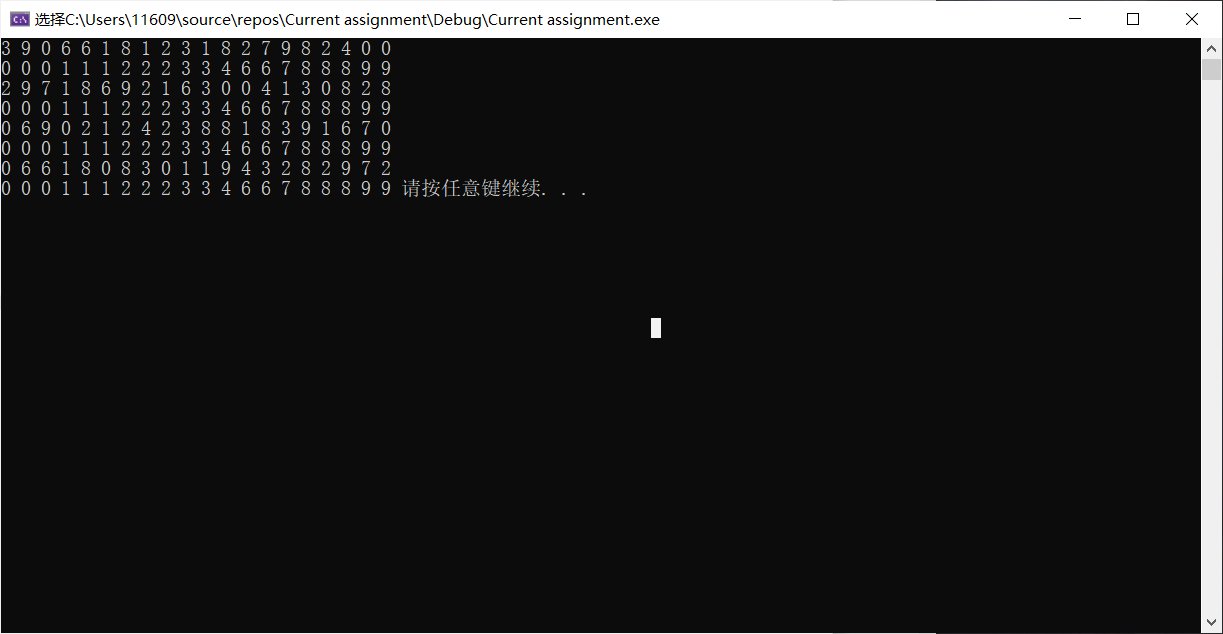 选择C:\Users\11609\source\repos\Current assignment\Debug\Current assignment.exe
3 9 0 6 6 1 8 1 2 3 1 8 2 7 9 8 2 4 0 0
0 0 0 1 1 1 2 2 2 3 3 4 6 6 7 8 8 8 9 9
2 9 7 1 8 6 9 2 1 6 3 0 0 4 1 3 0 8 2 8
0 0 0 1 1 1 2 2 2 3 3 4 6 6 7 8 8 8 9 9
0 6 9 0 2 1 2 4 2 3 8 8 1 8 3 9 1 6 7 0
0 0 0 1 1 1 2 2 2 3 3 4 6 6 7 8 8 8 9 9
0 6 6 1 8 0 8 3 0 1 1 9 4 3 2 8 2 9 7 2
0 0 0 1 1 1 2 2 2 3 3 4 6 6 7 8 8 8 9 9 请按任意键继续. . .